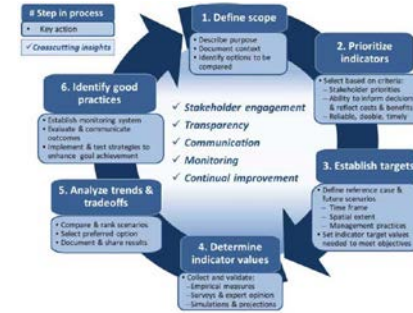 # Step in process
• Key action
✓ Crosscutting insights
1. Define scope
• Describe purpose
• Document context
• Identify options to be
compared
2. Prioritize
indicators
• Select based on criteria:
– Stakeholder priorities
– Ability to inform decisions
& reflect costs & benefits
– Reliable, doable, timely
3. Establish targets
• Define reference case &
future scenarios
– Time frame
– Spatial extent
– Management practices
• Set indicator target values
needed to meet objectives
4. Determine
indicator values
• Collect and validate:
– Empirical measures
– Surveys & expert opinion
– Simulations & projections
5. Analyze trends &
tradeoffs
• Compare & rank scenarios
• Select preferred option
• Document & share results
6. Identify good
practices
• Establish monitoring system
• Evaluate & communicate
outcomes
• Implement & test strategies to
enhance goal achievement
✓ Stakeholder engagement
✓ Transparency
✓ Communication
✓ Monitoring
✓ Continual improvement